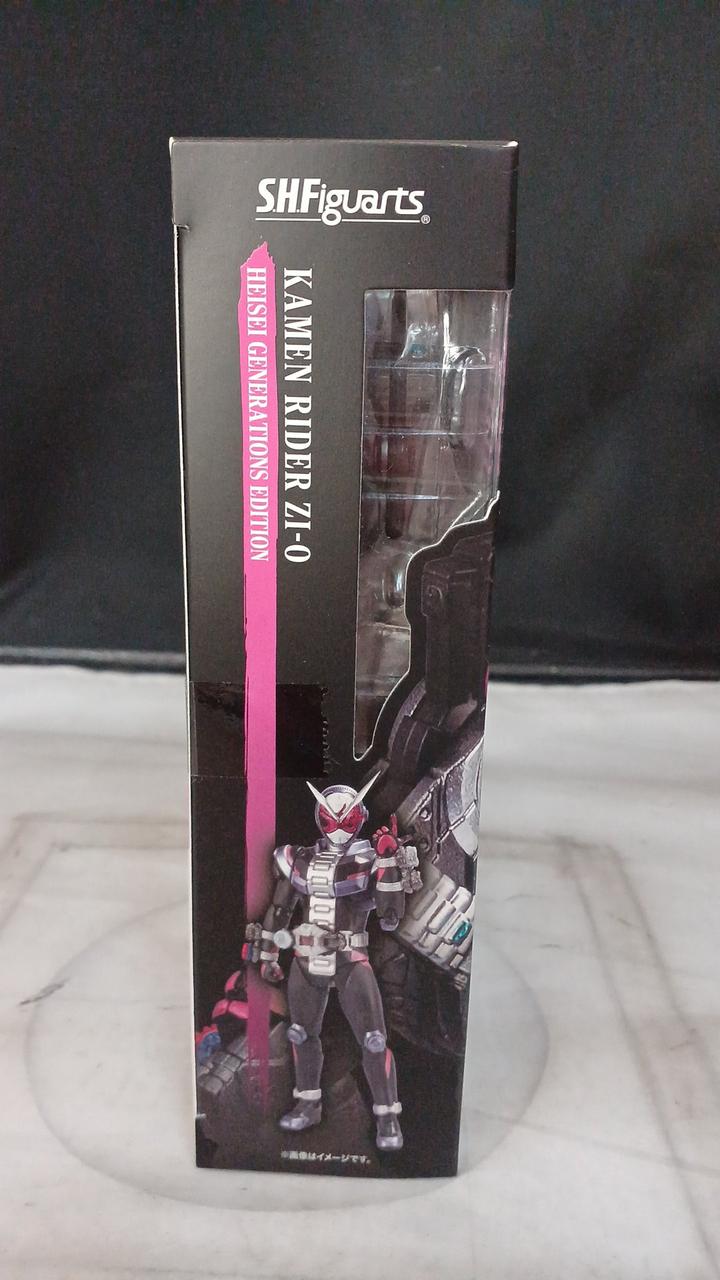 S.H.Figuarts®
KAMEN RIDER ZI-O
HEISEI GENERATIONS EDITION
※画像はイメージです。